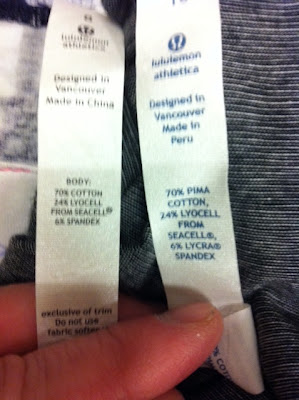 8
lululemon
athletica
Designed in
Vancouver
Made in China
BODY:
70% COTTON
24% LYOCELL
FROM SEACELL®
6% SPANDEX
exclusive of trim
Do not use
fabric
lululemon
athletica
Designed in
Vancouver
Made in
Peru
70% PIMA
COTTON,
24% LYOCELL
FROM
SEACELL®,
6% LYCRA®
SPANDEX